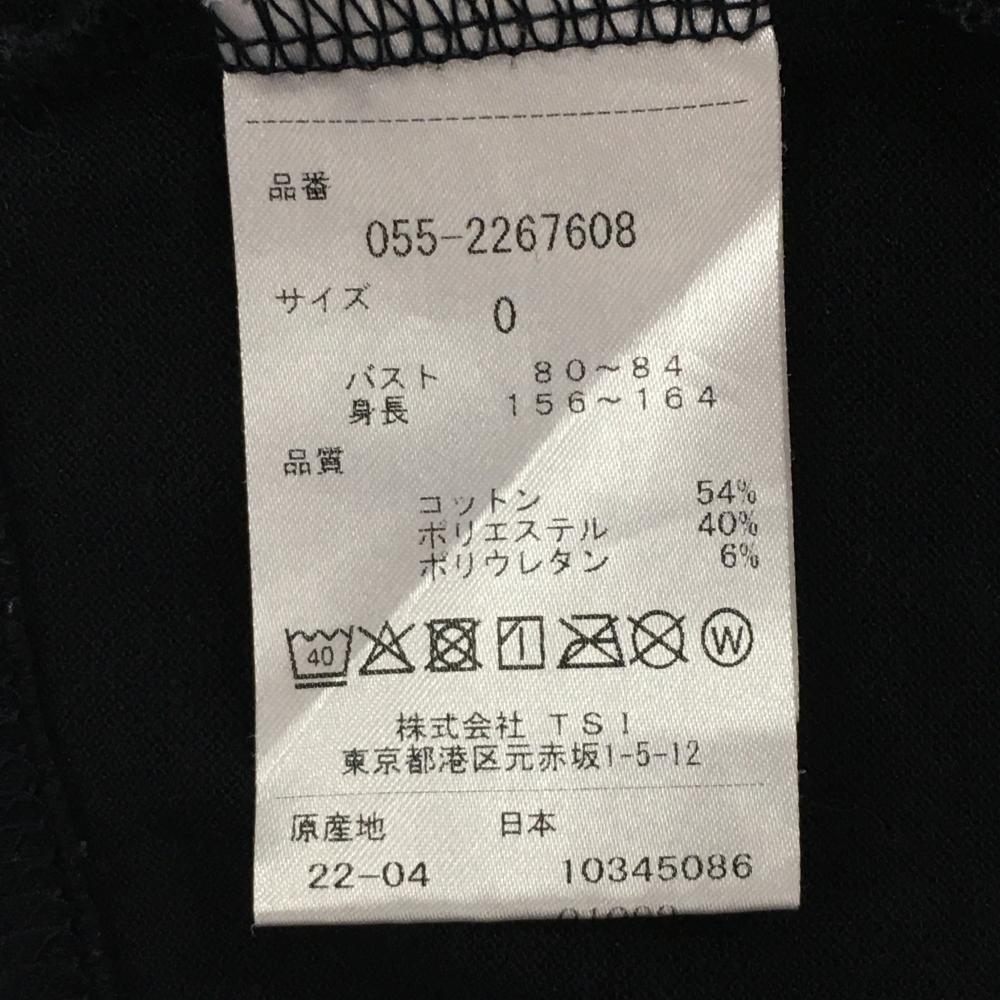 品番
055-2267608
サイズ 0
バスト 80～84
身長 156～164
品質
コットン 54%
ポリエステル 40%
ポリウレタン 6%
40 W
株式会社 TSI
東京都港区元赤坂1-5-12
原産地 日本
22-04 10345086